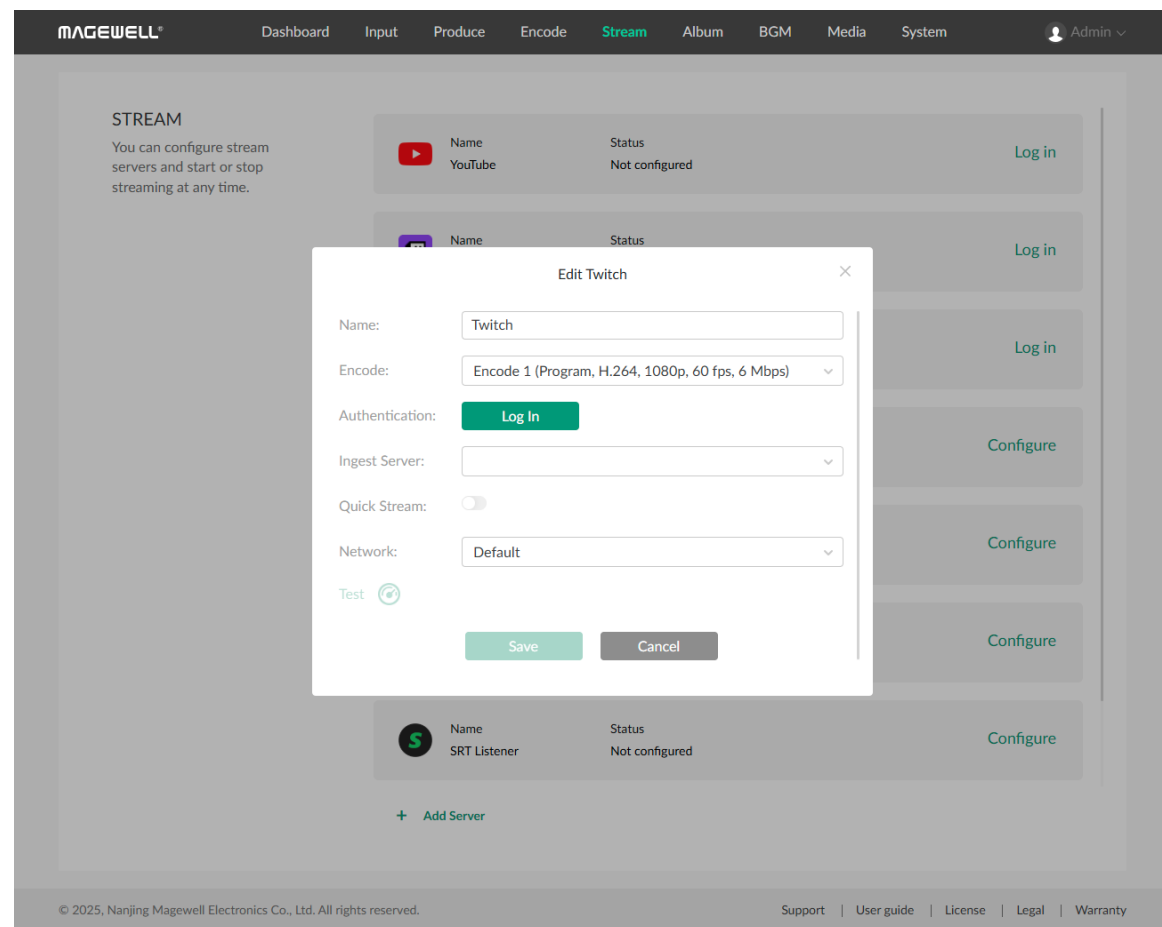 MAGEWELL®
Dashboard
Input
Produce
Encode
Stream
Album
BGM
Media
System
Admin
STREAM
You can configure stream
servers and start or stop
streaming at any time.
Name
Status
YouTube
Not configured
Log in
Name
Status
Log in
Log in
Configure
Configure
Configure
Edit Twitch
Name:
Twitch
Encode:
Encode 1 (Program, H.264, 1080p, 60 fps, 6 Mbps)
Authentication:
Log In
Ingest Server:
Quick Stream:
Network:
Default
Test
Save
Cancel
Name
Status
SRT Listener
Not configured
Configure
+ Add Server
© 2025, Nanjing Magewell Electronics Co., Ltd. All rights reserved.
Support | User guide | License | Legal | Warranty